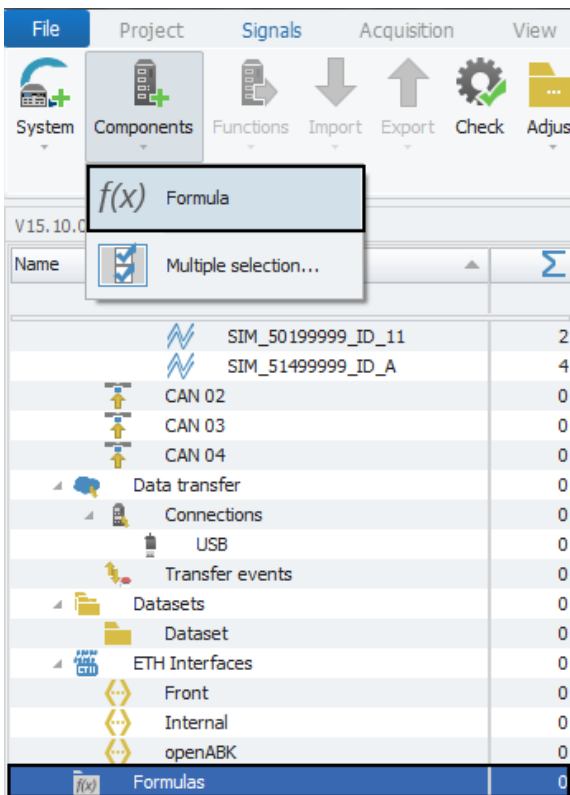 File Project Signals Acquisition View
System Components Functions Import Export Check Adjus
f(x) Formula
V15.10.0
Multiple selection...
Name Σ
SIM_50199999_ID_11 2
SIM_51499999_ID_A 4
CAN 02 0
CAN 03 0
CAN 04 0
Data transfer 0
Connections 0
USB 0
Transfer events 0
Datasets 0
Dataset 0
ETH Interfaces 0
Front 0
Internal 0
openABK 0
f(x) Formulas 0